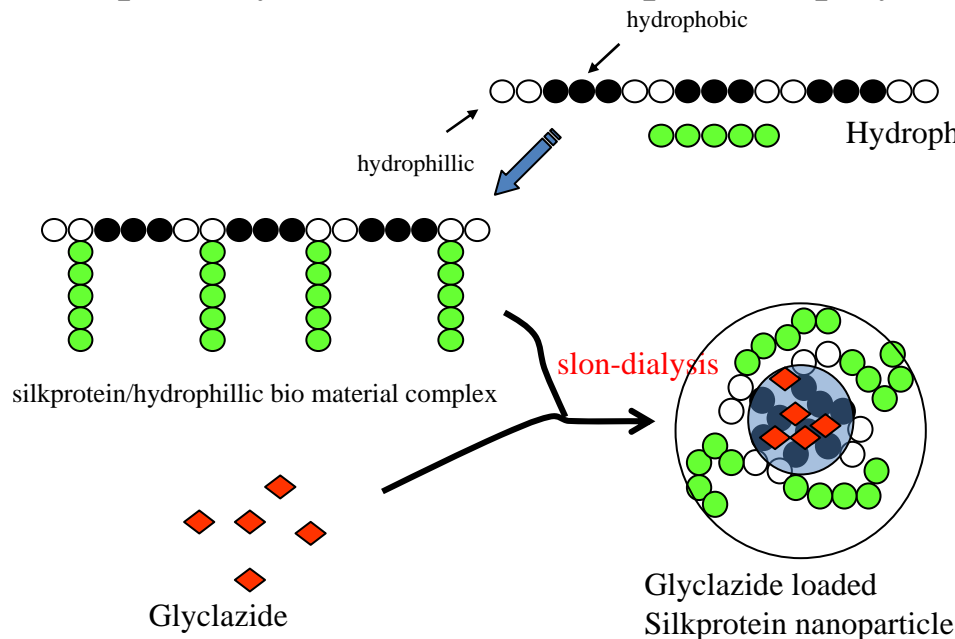 hydrophobic
Hydroph
hydrophillic
slon-dialysis
silkprotein/hydrophillic bio material complex
Glyclazide
Glyclazide loaded
Silkprotein nanoparticle